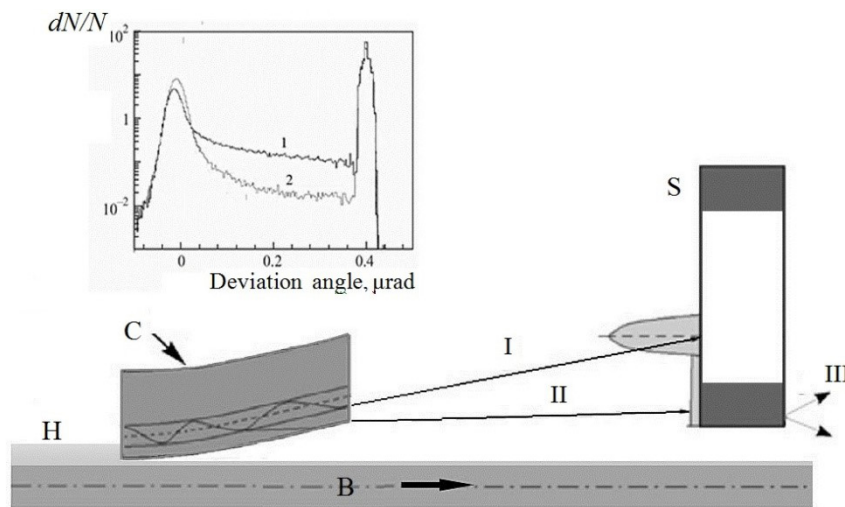 dN/N
10²
1
1
2
10⁻²
0 0.2 0.4
Deviation angle, μrad
S
C
I
III
II
H
B